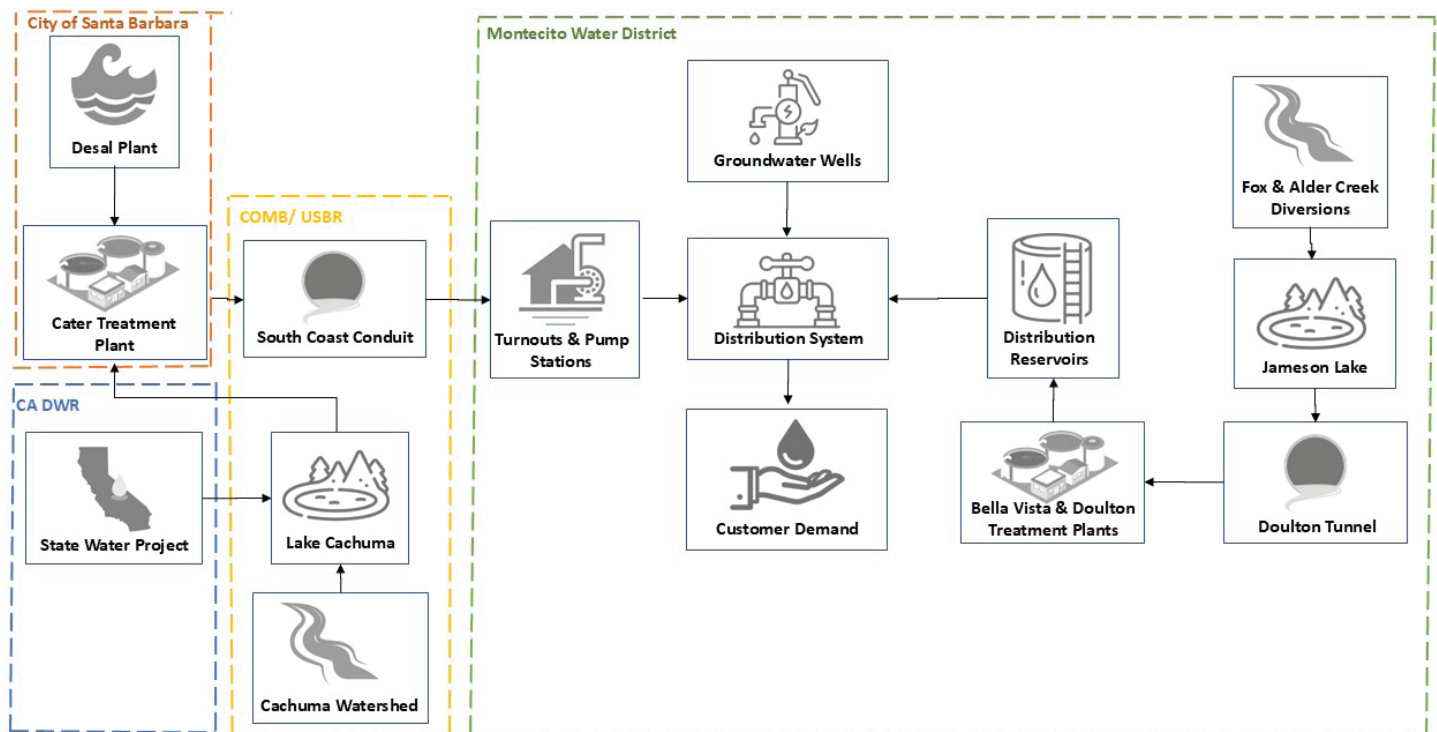 City of Santa Barbara
Desal Plant
Cater Treatment
Plant
CA DWR
State Water Project
COMB/ USBR
South Coast Conduit
Lake Cachuma
Cachuma Watershed
Montecito Water District
Turnouts & Pump
Stations
Groundwater Wells
Distribution System
Customer Demand
Distribution
Reservoirs
Bella Vista & Doulton
Treatment Plants
Fox & Alder Creek
Diversions
Jameson Lake
Doulton Tunnel